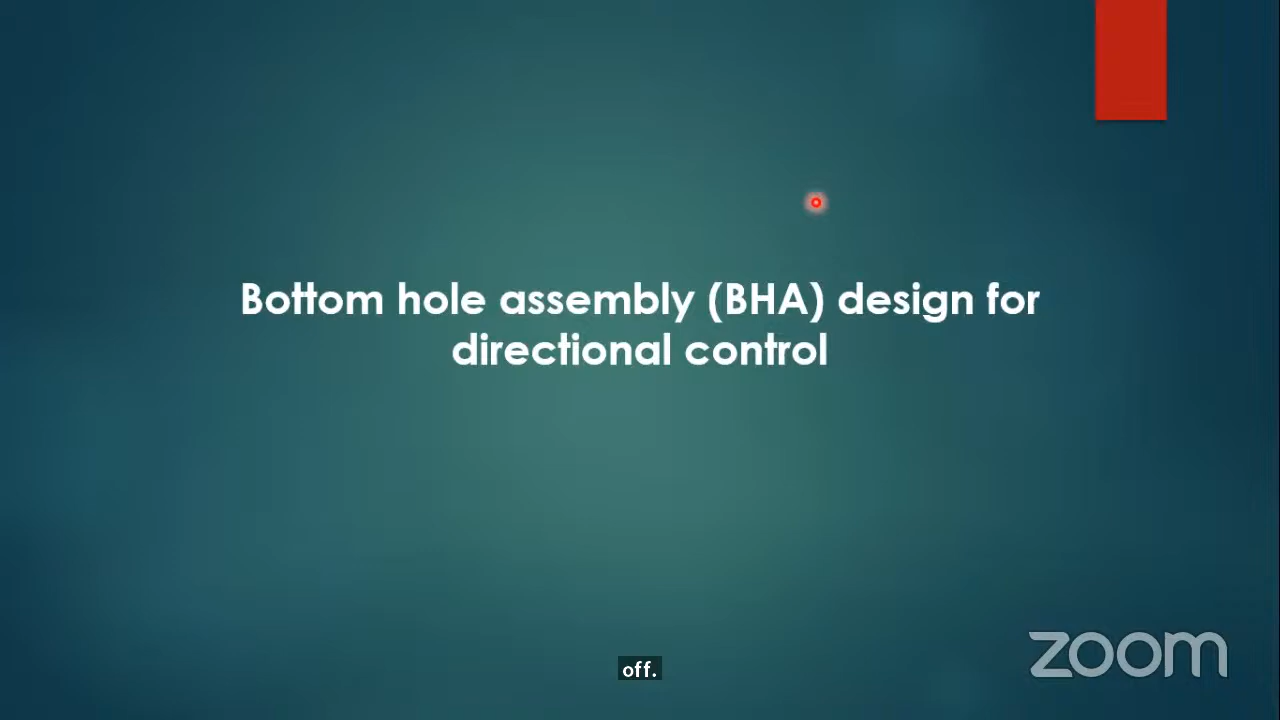 Bottom hole assembly (BHA) design for
directional control
off.
zoom